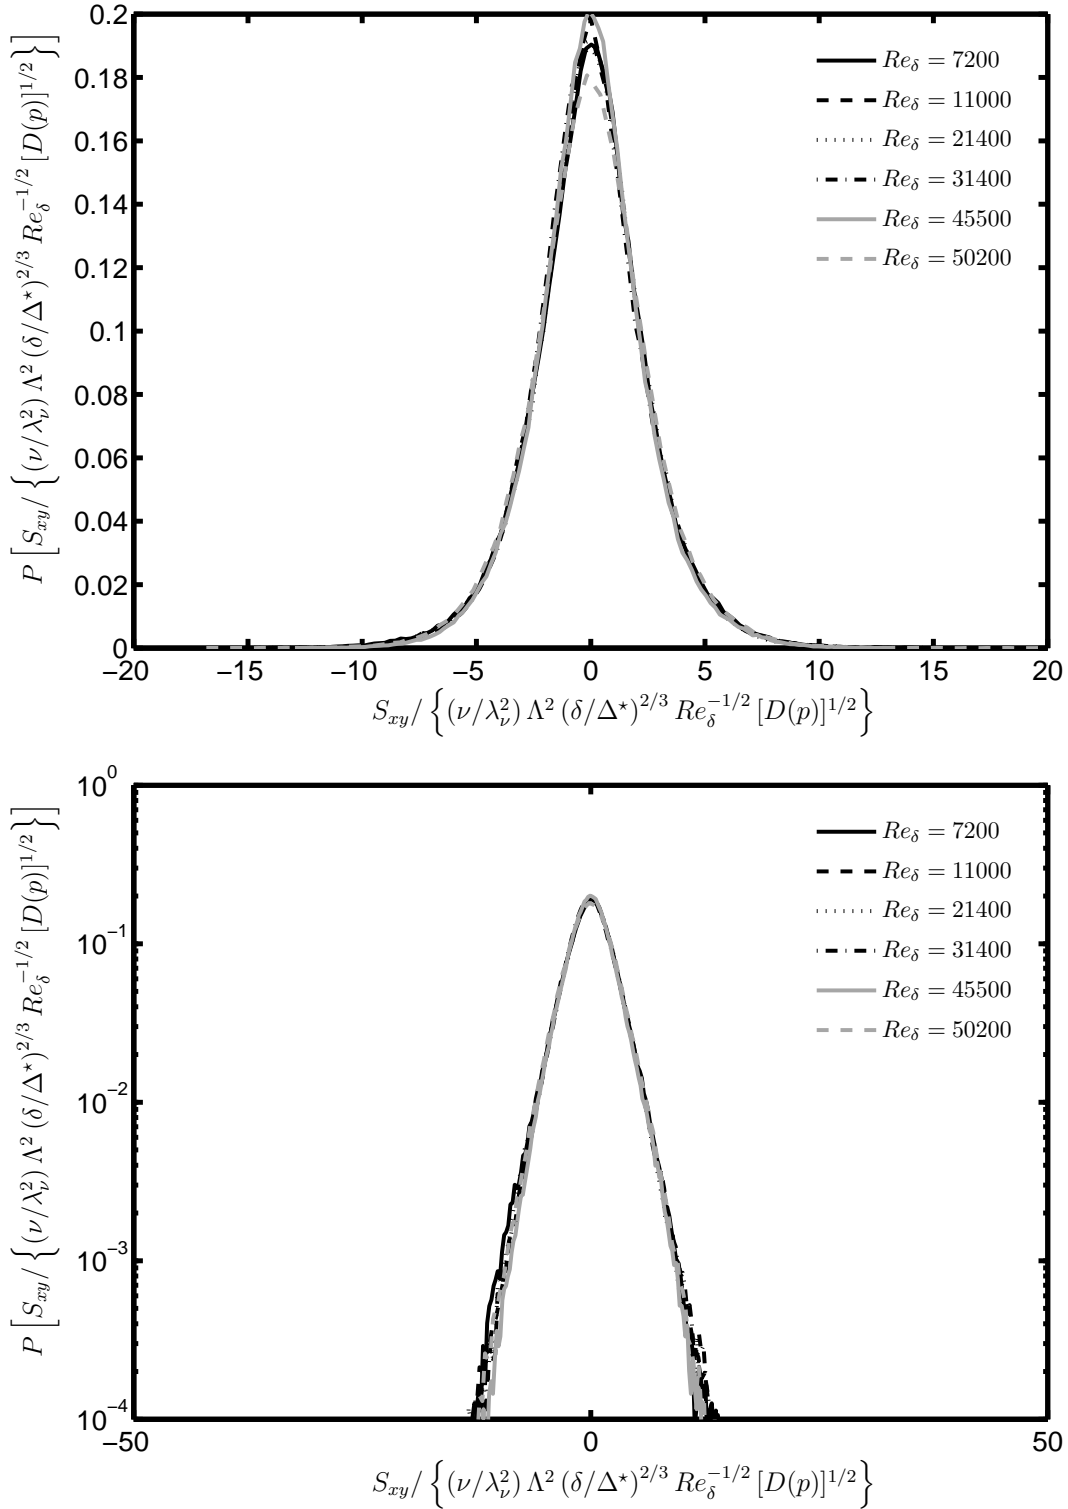 P [S_xy/{(ν/λ_ν^2) Λ^2 (δ/Δ⋆)^2/3 Re_δ^−1/2 [D(p)]^1/2}]
0.2
0.18
0.16
0.14
0.12
0.1
0.08
0.06
0.04
0.02
0
Re_δ = 7200
Re_δ = 11000
Re_δ = 21400
Re_δ = 31400
Re_δ = 45500
Re_δ = 50200
−20 −15 −10 −5 0 5 10 15 20
S_xy/ {(ν/λ_ν^2) Λ^2 (δ/Δ⋆)^2/3 Re_δ^−1/2 [D(p)]^1/2}
P [S_xy/{(ν/λ_ν^2) Λ^2 (δ/Δ⋆)^2/3 Re_δ^−1/2 [D(p)]^1/2}]
10^0
10^−1
10^−2
10^−3
10^−4
Re_δ = 7200
Re_δ = 11000
Re_δ = 21400
Re_δ = 31400
Re_δ = 45500
Re_δ = 50200
−50 0 50
S_xy/ {(ν/λ_ν^2) Λ^2 (δ/Δ⋆)^2/3 Re_δ^−1/2 [D(p)]^1/2}